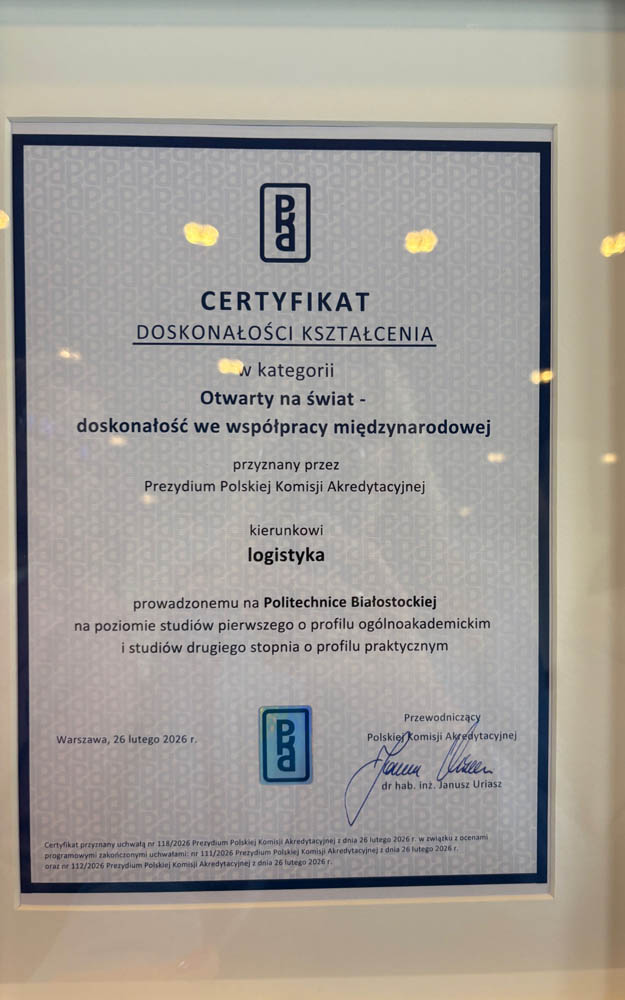 PKA
CERTYFIKAT
DOSKONAŁOŚCI KSZTAŁCENIA
w kategorii
Otwarty na świat -
doskonałość we współpracy międzynarodowej
przyznany przez
Prezydium Polskiej Komisji Akredytacyjnej
kierunkowi
logistyka
prowadzonemu na Politechnice Białostockiej
na poziomie studiów pierwszego o profilu ogólnoakademickim
i studiów drugiego stopnia o profilu praktycznym
Warszawa, 26 lutego 2026 r.
PKA
Przewodniczący
Polskiej Komisji Akredytacyjnej
dr hab. inż. Janusz Uriasz
Certyfikat przyznany uchwałą nr 118/2026 Prezydium Polskiej Komisji Akredytacyjnej z dnia 26 lutego 2026 r. w związku z ocenami
programowymi zakończonymi uchwałami: nr 111/2026 Prezydium Polskiej Komisji Akredytacyjnej z dnia 26 lutego 2026 r.
oraz nr 112/2026 Prezydium Polskiej Komisji Akredytacyjnej z dnia 26 lutego 2026 r.